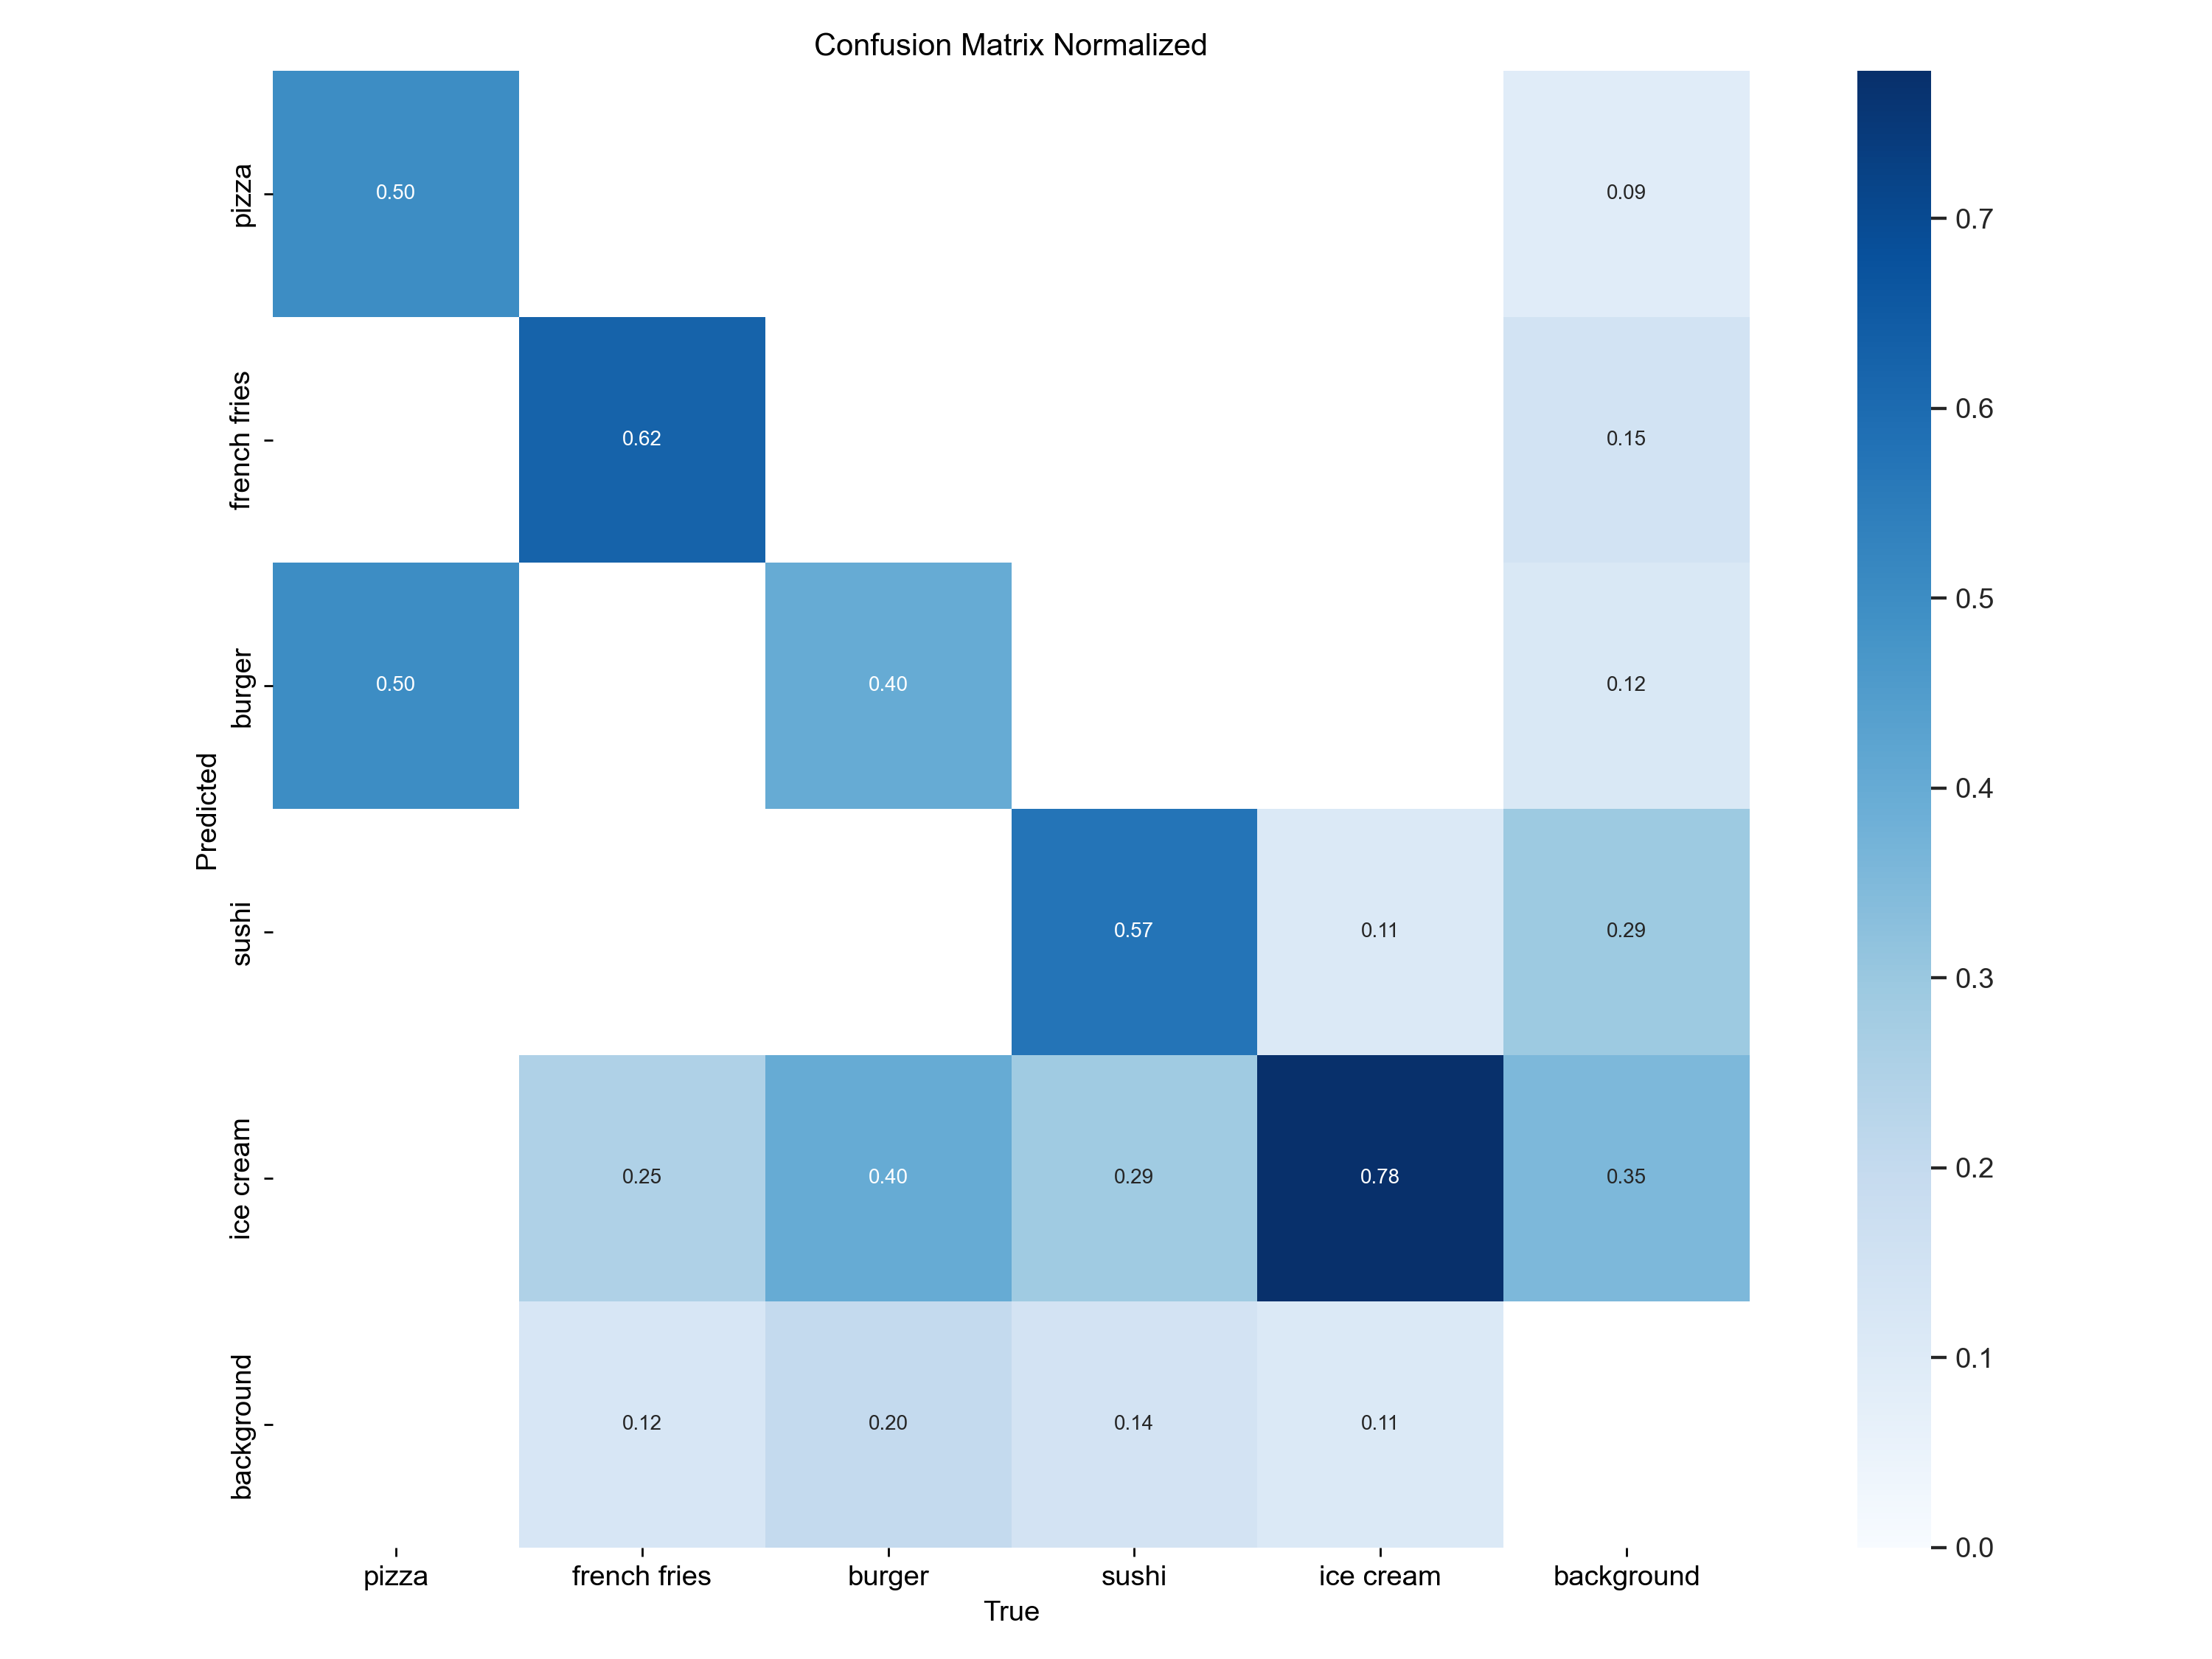 Confusion Matrix Normalized
pizza
0.50
0.09
french fries
0.62
0.15
burger
0.50
0.40
0.12
sushi
0.57
0.11
0.29
ice cream
0.25
0.40
0.29
0.78
0.35
background
0.12
0.20
0.14
0.11
Predicted
pizza
french fries
burger
sushi
ice cream
background
True
0.7
0.6
0.5
0.4
0.3
0.2
0.1
0.0